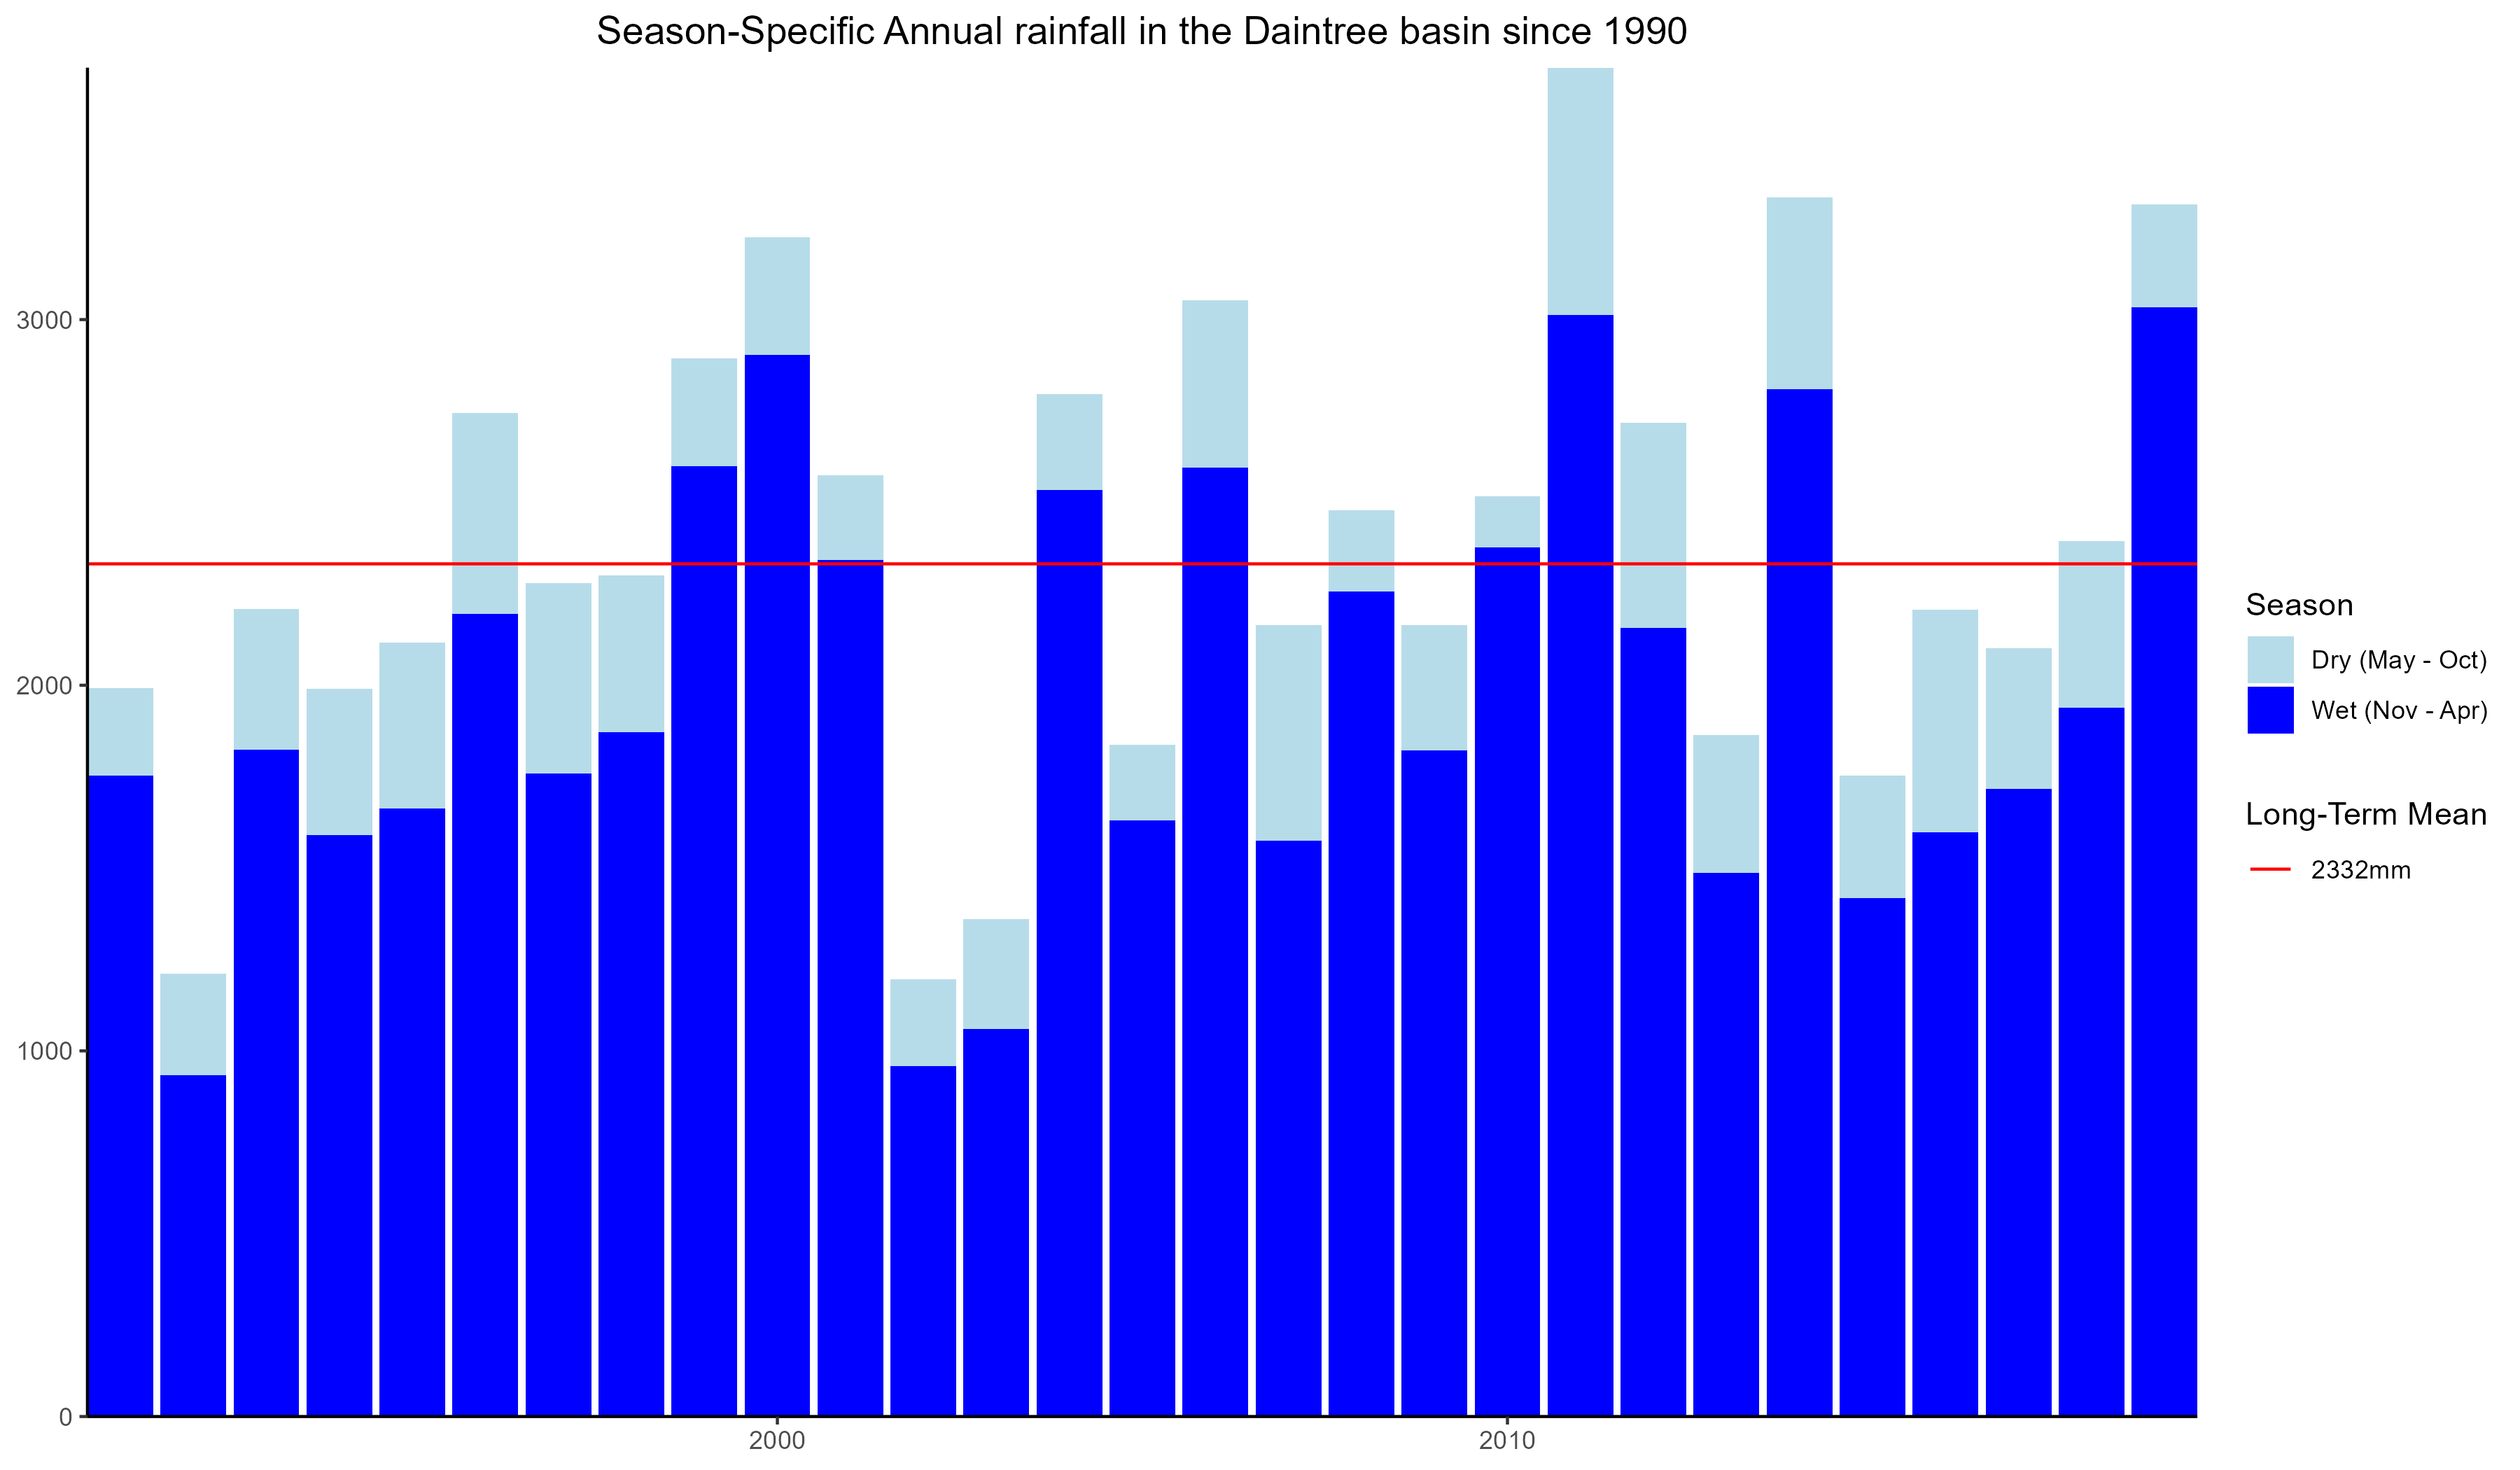 Season-Specific Annual rainfall in the Daintree basin since 1990
3000
2000
1000
0
2000
2010
Season
Dry (May - Oct)
Wet (Nov - Apr)
Long-Term Mean
2332mm